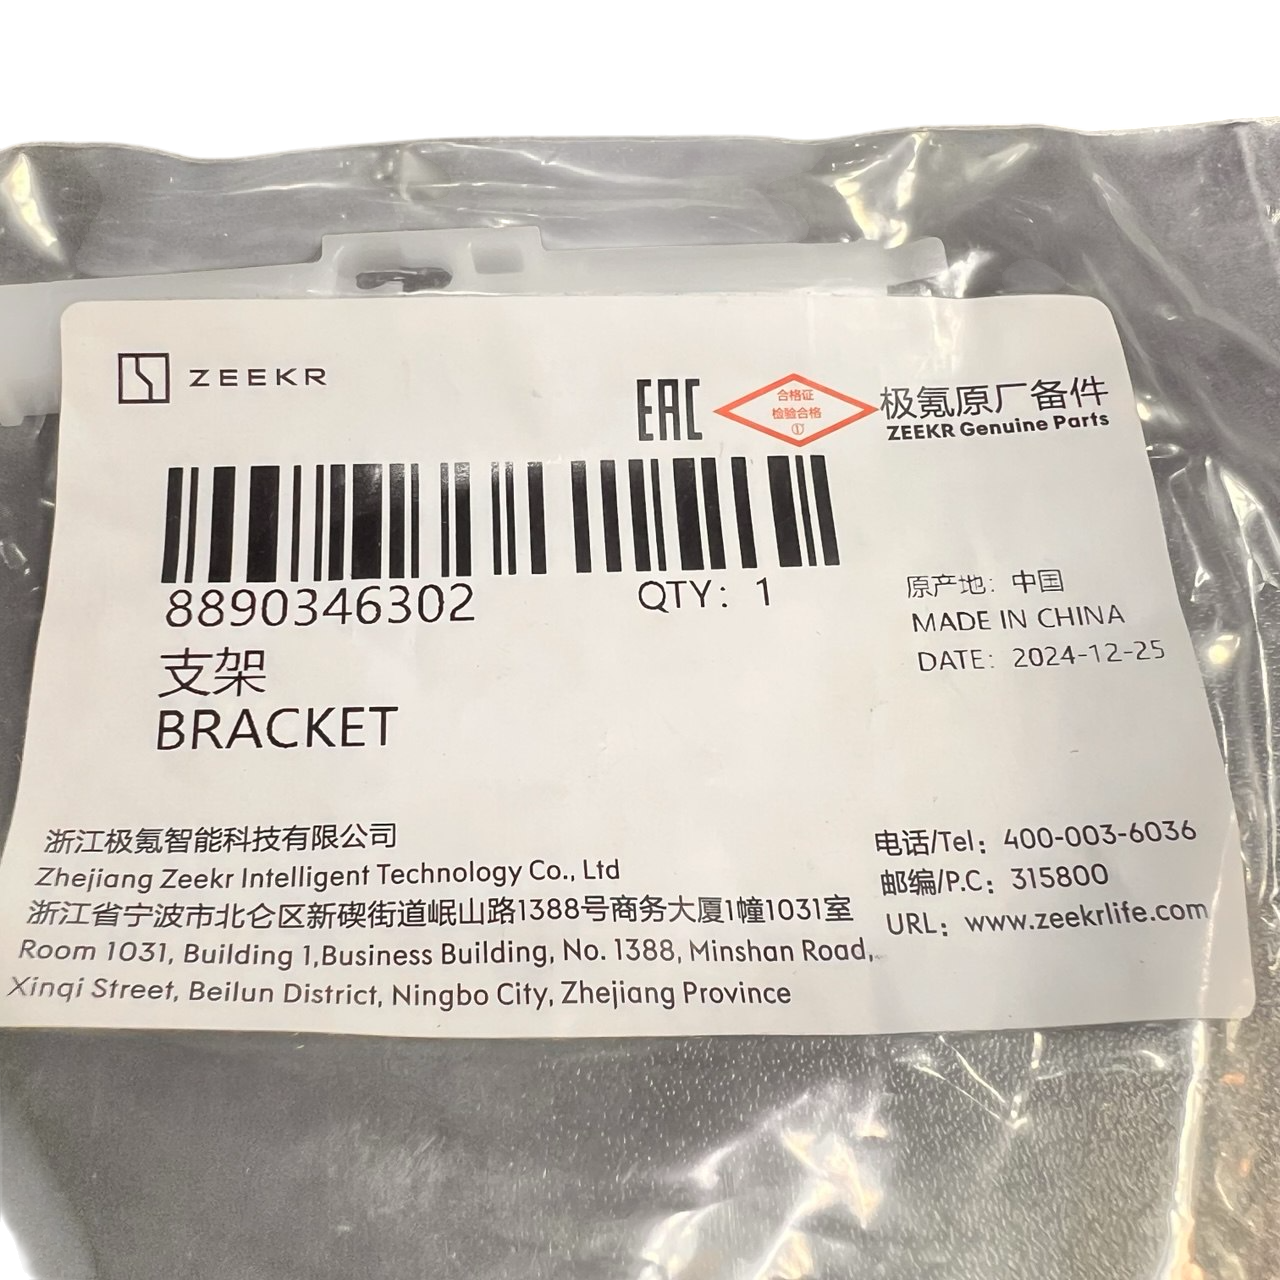 ZEEKR
EAC
合格证
检验合格
①
极氪原厂备件
ZEEKR Genuine Parts
8890346302
QTY：1
支架
BRACKET
原产地：中国
MADE IN CHINA
DATE：2024-12-25
浙江极氪智能科技有限公司
Zhejiang Zeekr Intelligent Technology Co., Ltd
浙江省宁波市北仑区新碶街道岷山路1388号商务大厦1幢1031室
Room 1031, Building 1,Business Building, No. 1388, Minshan Road,
Xinqi Street, Beilun District, Ningbo City, Zhejiang Province
电话/Tel：400-003-6036
邮编/P.C：315800
URL：www.zeekrlife.com